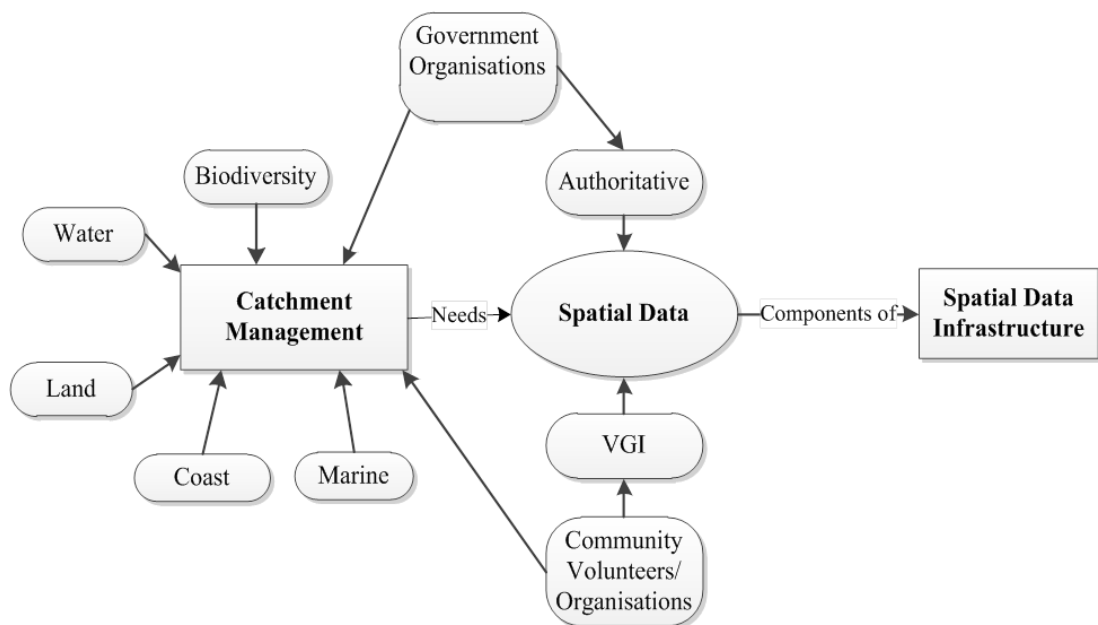 Government
Organisations
Biodiversity
Authoritative
Water
Catchment
Management
Needs
Spatial Data
Components of
Spatial Data
Infrastructure
Land
VGI
Coast
Marine
Community
Volunteers/
Organisations